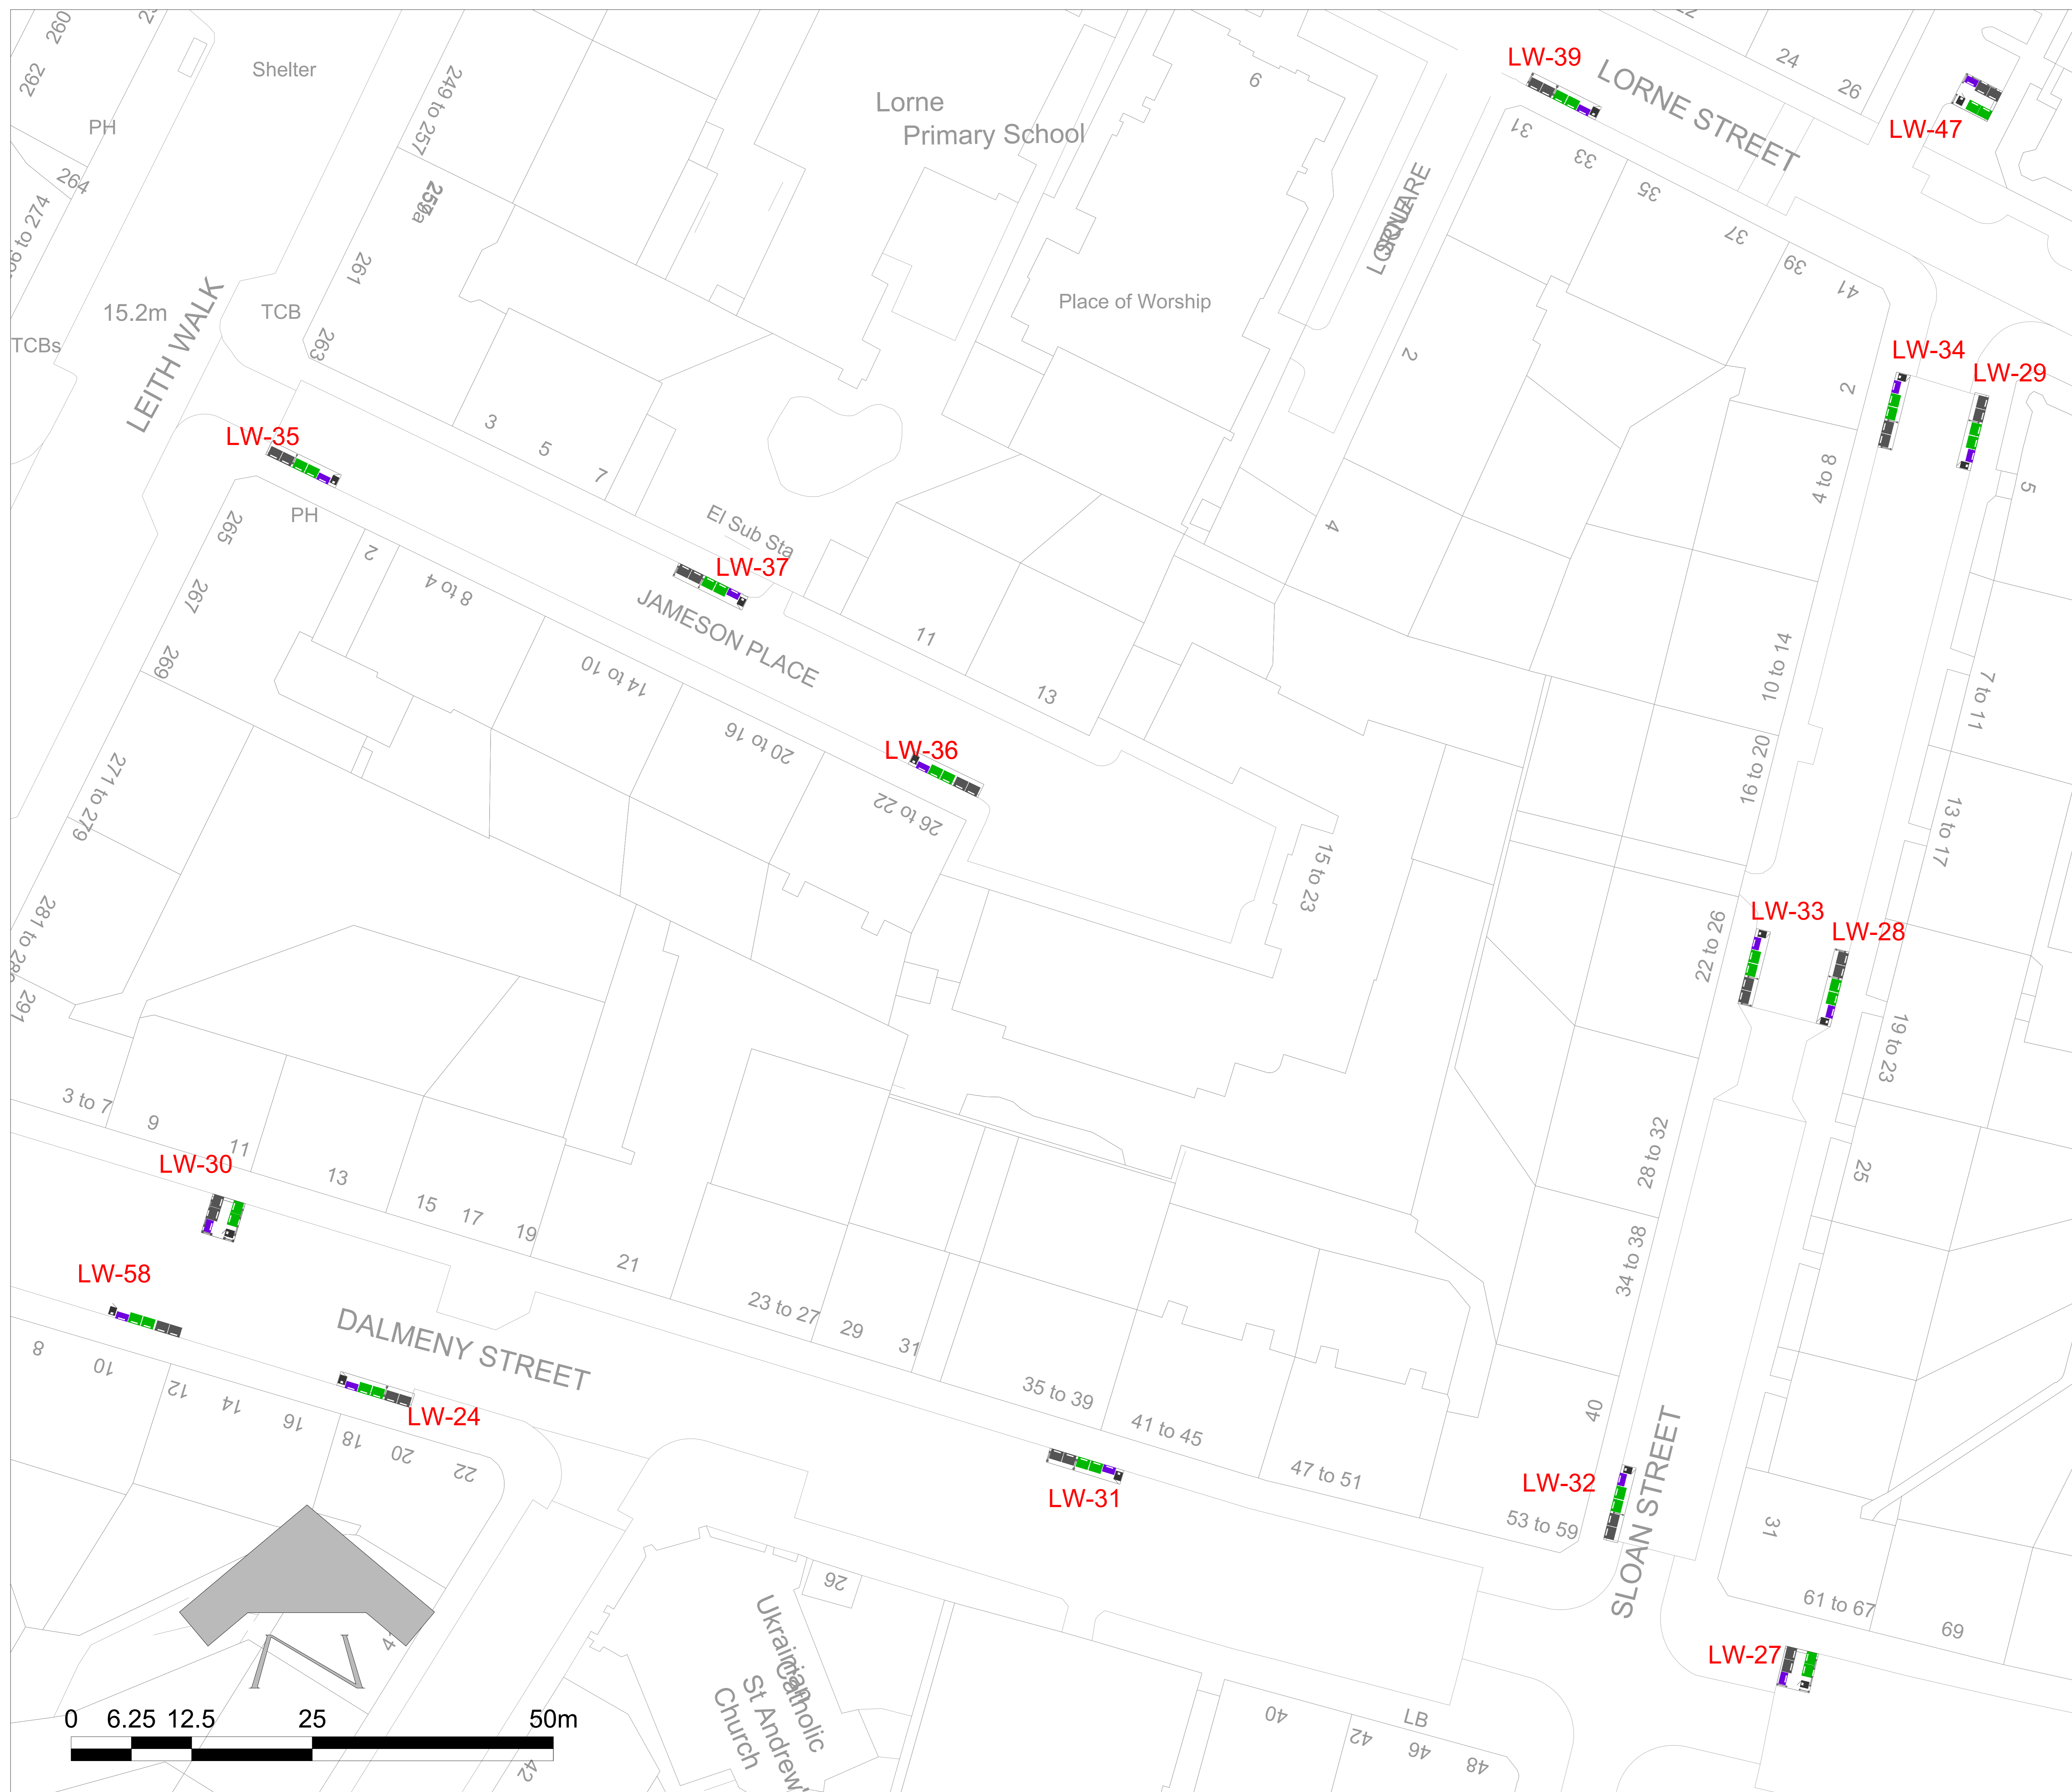 260
262
Shelter
PH
264
249 to 257
257
259a
261
263
Lorne
Primary School
6
LW-39
LORNE STREET
22
24
26
LW-47
31
33
35
37
39
41
LORNE
SQUARE
Place of Worship
2
4
LEITH WALK
15.2m
TCB
TCBs
LW-35
PH
3
5
7
El Sub Sta
LW-37
JAMESON PLACE
11
13
265
267
269
2
8 to 4
14 to 10
20 to 16
26 to 22
LW-36
15 to 23
LW-34
LW-29
2
4 to 8
5
10 to 14
7 to 11
16 to 20
13 to 17
LW-33
LW-28
22 to 26
19 to 23
28 to 32
25
34 to 38
40
31
271 to 279
291
3 to 7
9
11
LW-30
13
15
17
19
21
23 to 27
29
31
35 to 39
41 to 45
47 to 51
53 to 59
LW-58
DALMENY STREET
LW-24
8
10
12
14
16
18
20
22
LW-31
LW-32
SLOAN STREET
61 to 67
69
LW-27
26
Ukrainian
Catholic
St Andrew's
Church
40
42
LB
46
48
42
N
0 6.25 12.5 25 50m